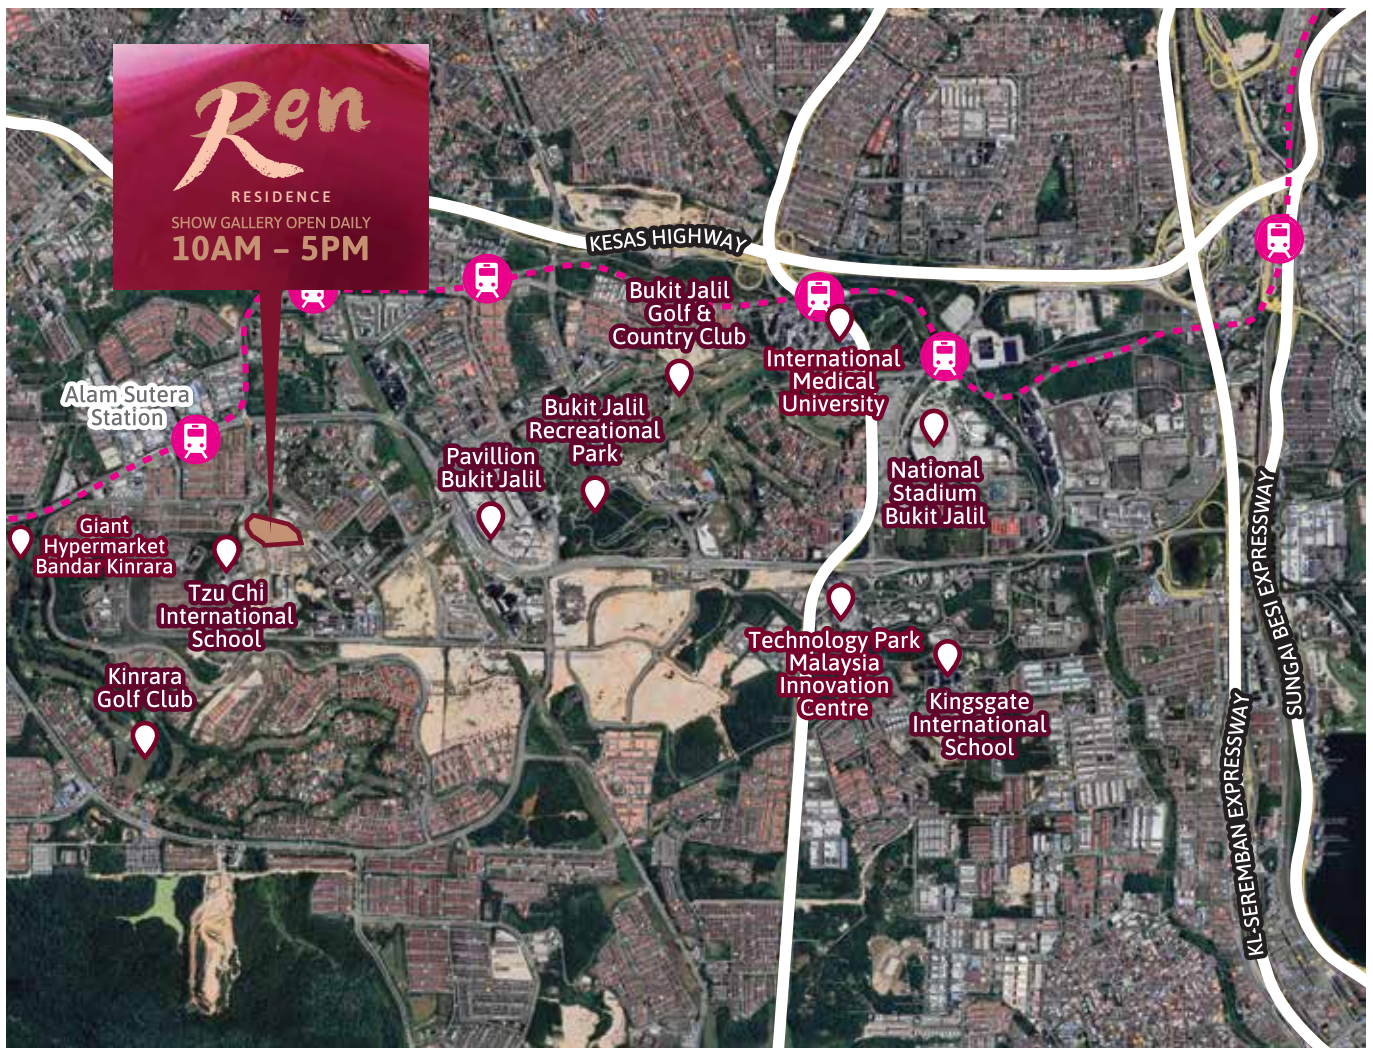 Ren
RESIDENCE
SHOW GALLERY OPEN DAILY
10AM – 5PM
KESAS HIGHWAY
Bukit Jalil
Golf &
Country Club
International
Medical
University
Alam Sutera
Station
Bukit Jalil
Recreational
Park
Pavillion
Bukit Jalil
National
Stadium
Bukit Jalil
Giant
Hypermarket
Bandar Kinrara
Tzu Chi
International
School
Kinrara
Golf Club
Technology Park
Malaysia
Innovation
Centre
Kingsgate
International
School
SUNGAI BESI EXPRESSWAY
KL-SEREMBAN EXPRESSWAY